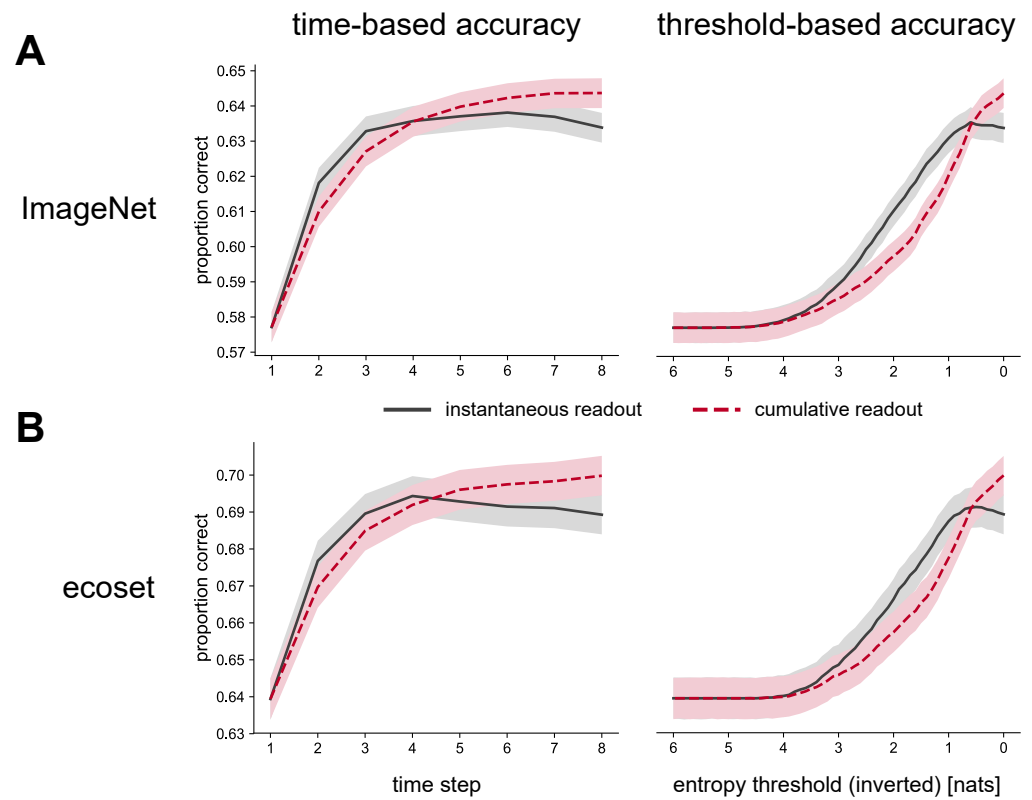 time-based accuracy
threshold-based accuracy
A
ImageNet
proportion correct
0.65
0.64
0.63
0.62
0.61
0.60
0.59
0.58
0.57
1 2 3 4 5 6 7 8
6 5 4 3 2 1 0
instantaneous readout
cumulative readout
B
ecoset
proportion correct
0.70
0.69
0.68
0.67
0.66
0.65
0.64
0.63
1 2 3 4 5 6 7 8
6 5 4 3 2 1 0
time step
entropy threshold (inverted) [nats]